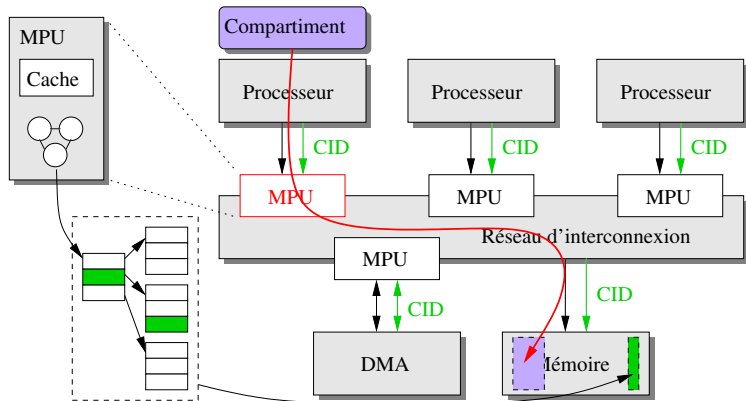 Compartiment
MPU
Cache
Processeur
Processeur
Processeur
CID
CID
CID
MPU
MPU
MPU
Réseau d'interconnexion
MPU
CID
CID
DMA
Mémoire